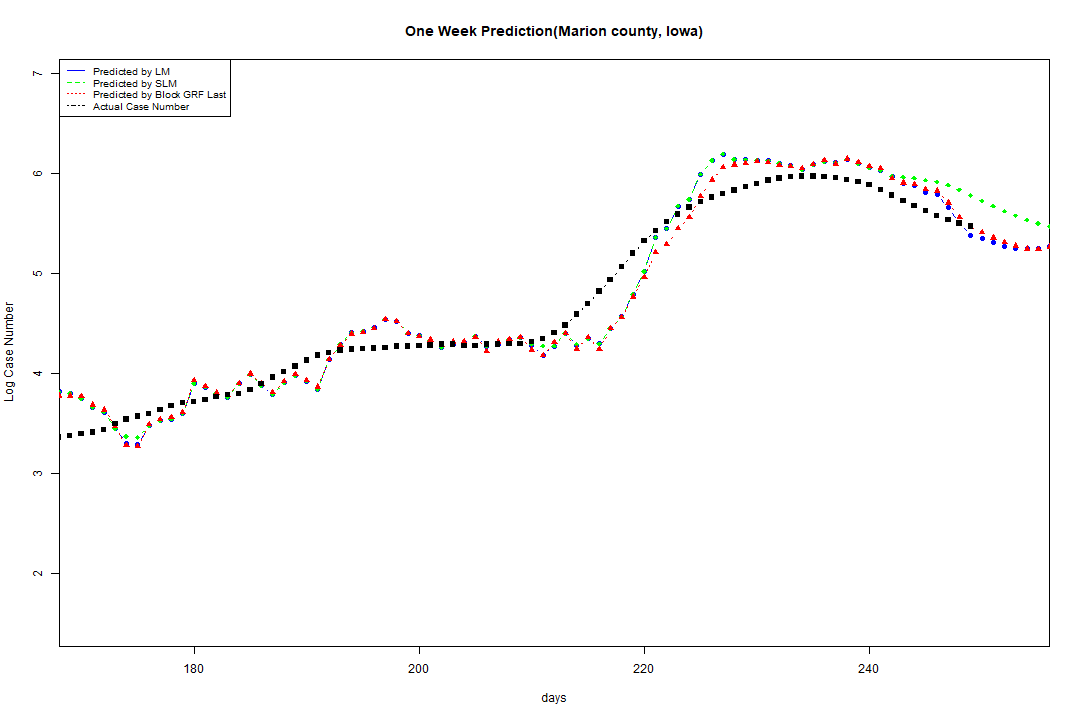 One Week Prediction(Marion county, Iowa)
Predicted by LM
Predicted by SLM
Predicted by Block GRF Last
Actual Case Number
7
6
5
4
3
2
Log Case Number
180
200
220
240
days